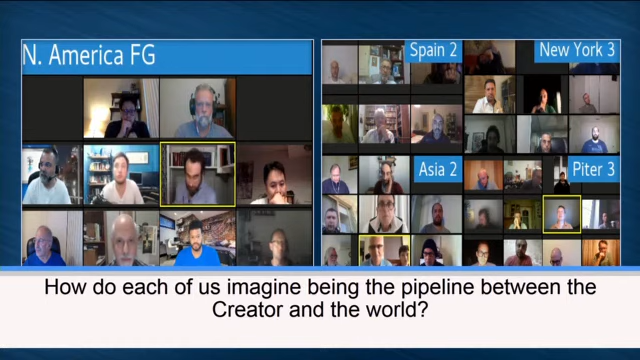 N. America FG
Spain 2
New York 3
Asia 2
Piter 3
How do each of us imagine being the pipeline between the
Creator and the world?